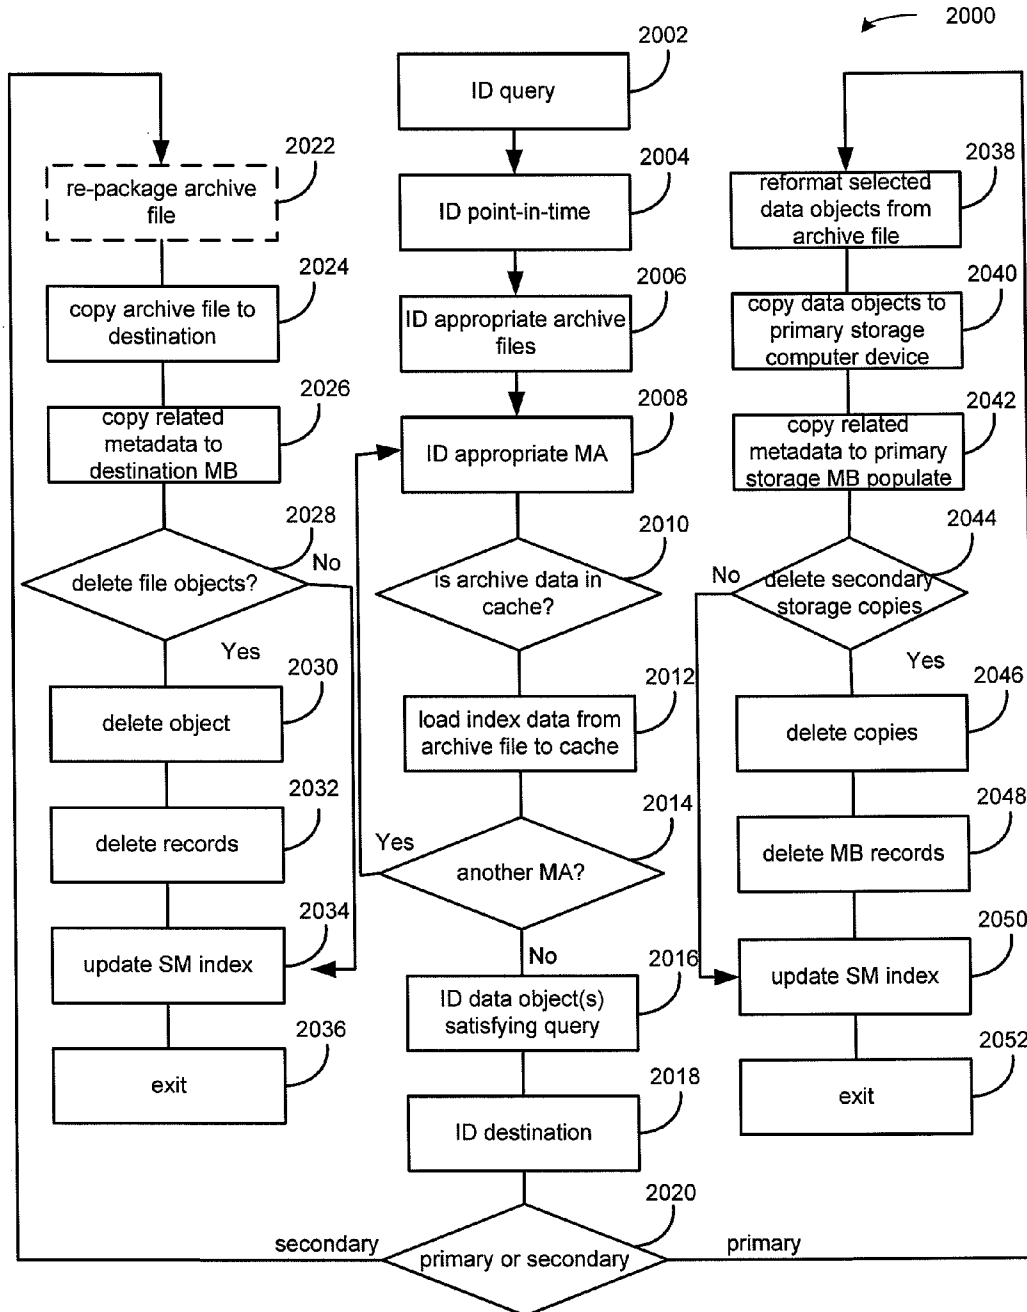 2000
2002
ID query
2004
ID point-in-time
2006
ID appropriate archive
files
2008
ID appropriate MA
2010
is archive data in
cache?
2012
load index data from
archive file to cache
2014
another MA?
Yes
No
2016
ID data object(s)
satisfying query
2018
ID destination
2020
primary or secondary
secondary
primary
2022
re-package archive
file
2024
copy archive file to
destination
2026
copy related
metadata to
destination MB
2028
delete file objects?
No
Yes
2030
delete object
2032
delete records
2034
update SM index
2036
exit
2038
reformat selected
data objects from
archive file
2040
copy data objects to
primary storage
computer device
2042
copy related
metadata to primary
storage MB populate
2044
delete secondary
storage copies
No
Yes
2046
delete copies
2048
delete MB records
2050
update SM index
2052
exit